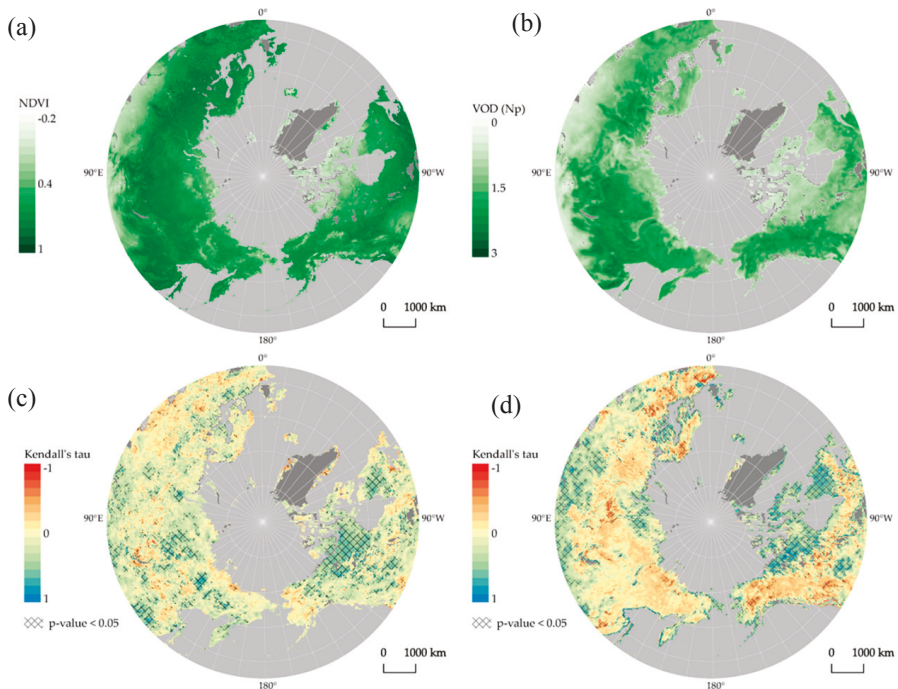 (a)
0°
NDVI
-0.2
0.4
1
90°E
90°W
180°
0 1000 km
(b)
0°
VOD (Np)
0
1.5
3
90°E
90°W
180°
0 1000 km
(c)
0°
Kendall's tau
-1
0
1
p-value < 0.05
90°E
90°W
180°
0 1000 km
(d)
0°
Kendall's tau
-1
0
1
p-value < 0.05
90°E
90°W
180°
0 1000 km